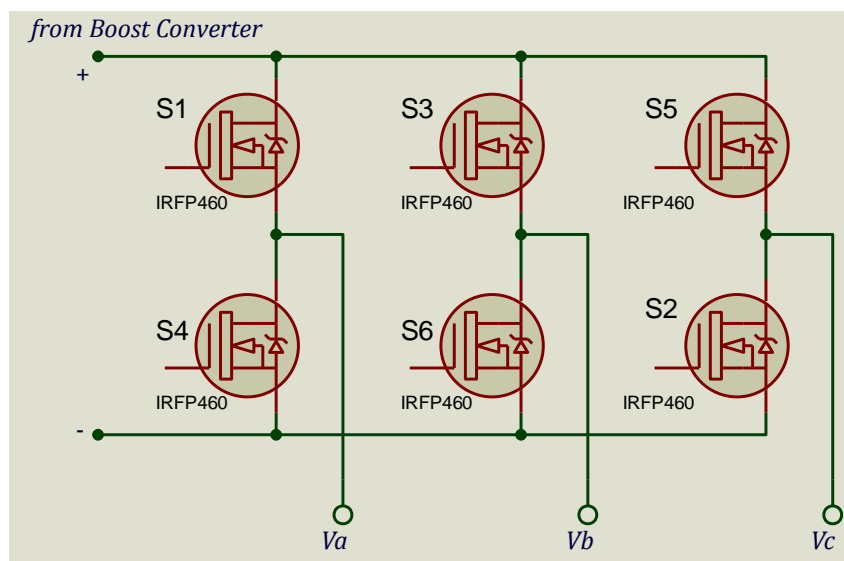 from Boost Converter
+
S1 S3 S5
IRFP460 IRFP460 IRFP460
S4 S6 S2
IRFP460 IRFP460 IRFP460
-
Va Vb Vc